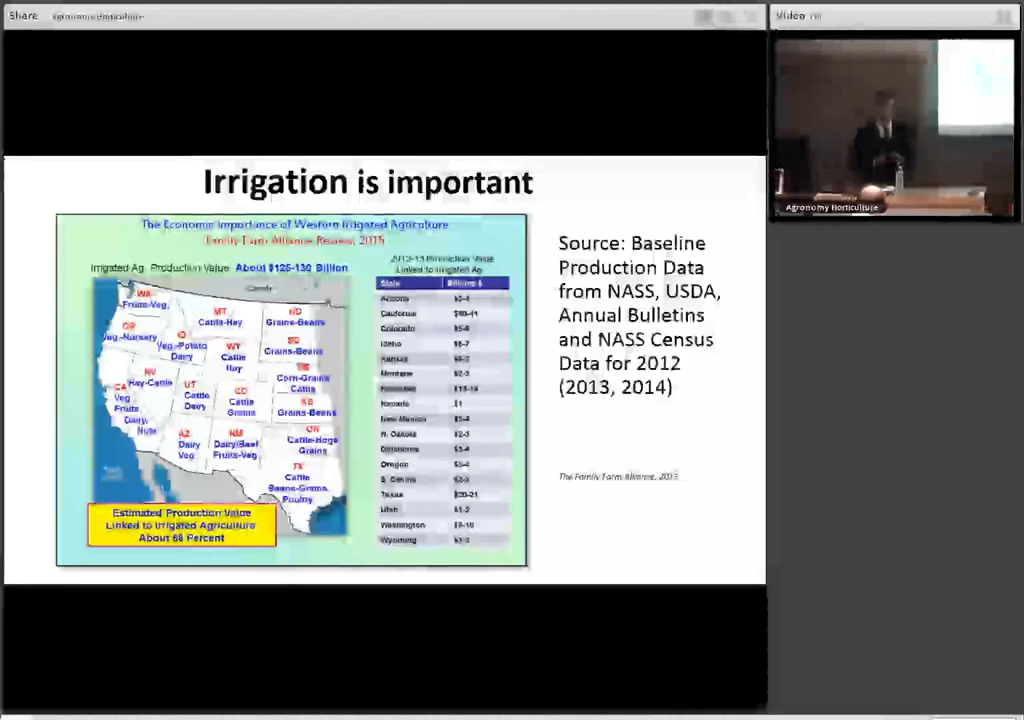 Share
Agronomy Horticulture
Video
Agronomy Horticulture
Irrigation is important
The Economic Importance of Western Irrigated Agriculture
Family Farm Alliance Review, 2015
Irrigated Ag Production Value About $125-130 Billion
2012-13 Production Value
Linked to Irrigated Ag
State Billions $
Arizona
California
Colorado
Idaho
Kansas
Montana
Nebraska
Nevada $1
New Mexico
N. Dakota
Oklahoma
Oregon
S. Dakota
Texas $20-21
Utah
Washington $9-10
Wyoming
Canada
WA
Fruits-Veg.
OR
Veg.-Nursery
ID
Veg.-Potato
Dairy
MT
Cattle-Hay
ND
Grains-Beans
SD
Grains-Beans
WY
Cattle
Hay
NE
Corn-Grains
Cattle
NV
Hay-Cattle
UT
Cattle
Dairy
CO
Cattle
Grains
KS
Grains-Beans
CA
Veg
Fruits
Dairy,
Nuts
AZ
Dairy
Veg.
NM
Dairy/Beef
Fruits-Veg.
OK
Cattle-Hogs
Grains
TX
Cattle
Beans-Grains
Poultry
Estimated Production Value
Linked to Irrigated Agriculture
About 68 Percent
Source: Baseline
Production Data
from NASS, USDA,
Annual Bulletins
and NASS Census
Data for 2012
(2013, 2014)
The Family Farm Alliance, 2015